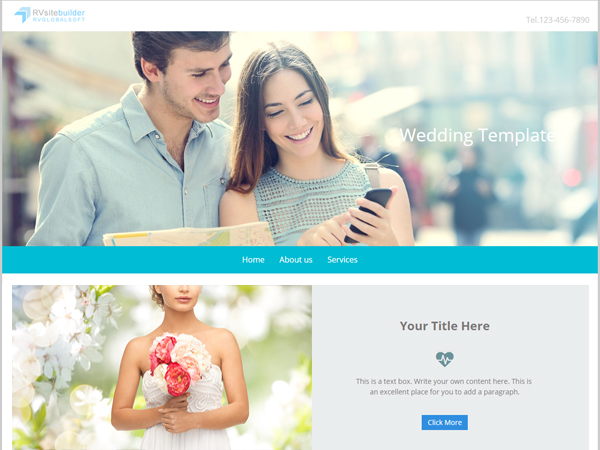 RVsitebuilder
RVGLOBALSOFT
Tel.123-456-7890
Wedding Template
Home About us Services
Your Title Here
This is a text box. Write your own content here. This is
an excellent place for you to add a paragraph.
Click More